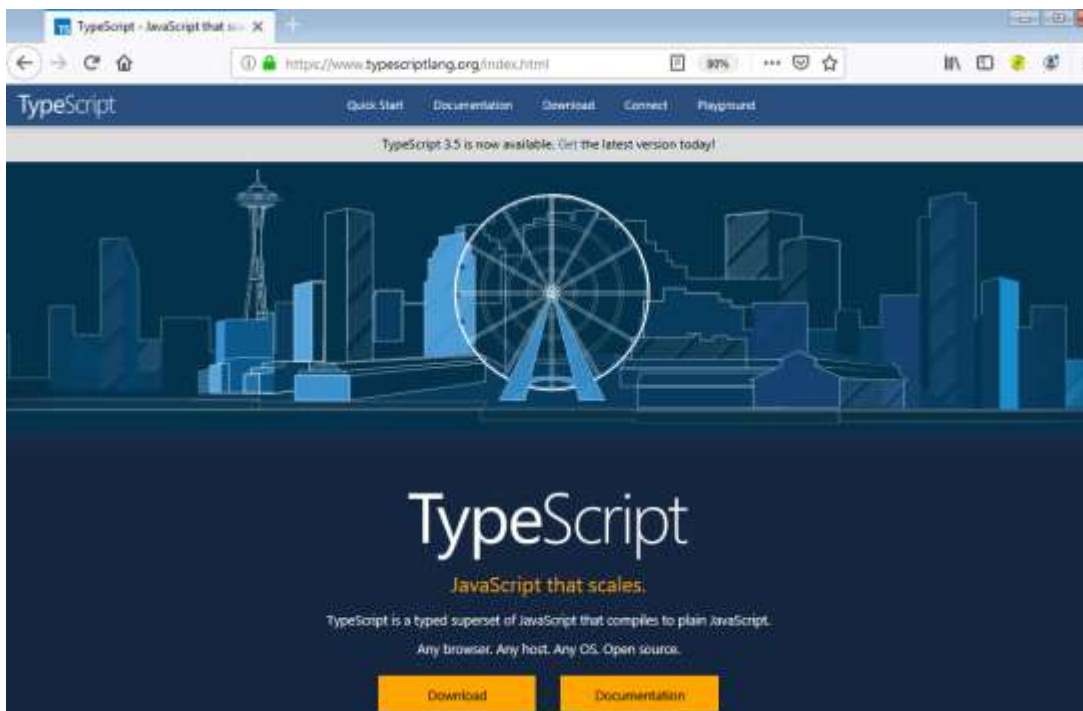 TypeScript - JavaScript that
https://www.typescriptlang.org/index.html
80%
TypeScript
Quick Start Documentation Download Connect Playground
TypeScript 3.5 is now available. Get the latest version today!
TypeScript
JavaScript that scales.
TypeScript is a typed superset of JavaScript that compiles to plain JavaScript.
Any browser. Any host. Any OS. Open source.
Download Documentation